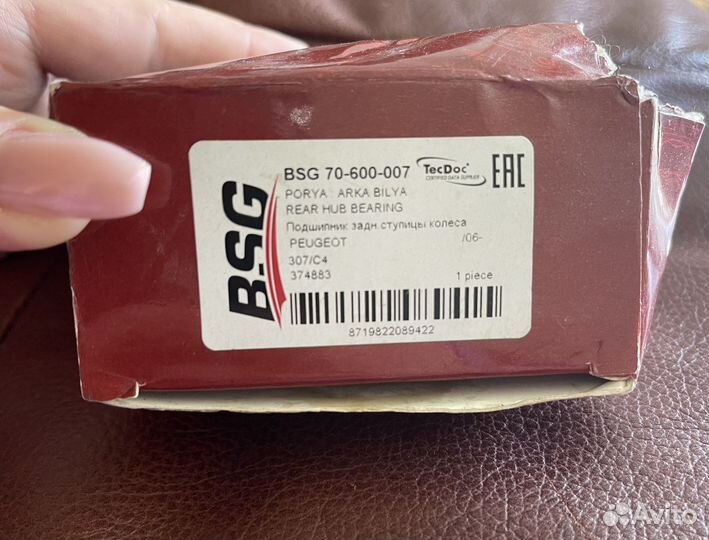 BSG
BSG 70-600-007
TecDoc
CERTIFIED DATA SUPPLIER
EAC
PORYA : ARKA BILYA
REAR HUB BEARING
Подшипник задн.ступицы колеса
PEUGEOT /06-
307/C4
374883 1 piece
8719822089422
Avito